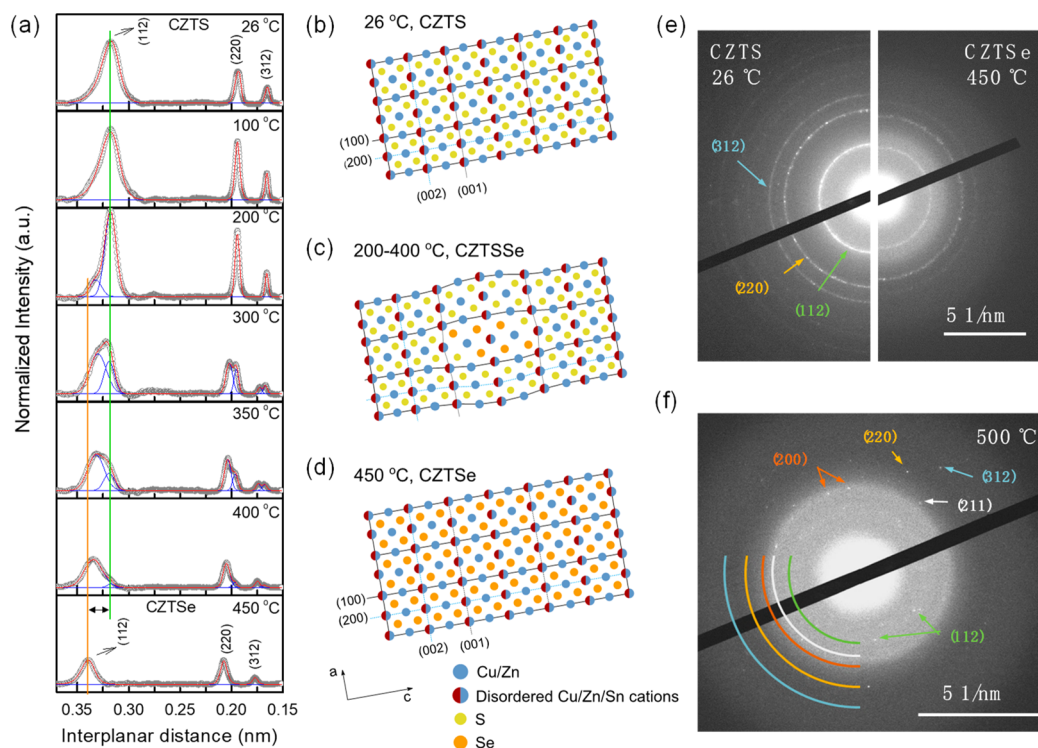 (a)
Normalized Intensity (a.u.)
CZTS
26 °C
(112)
(220)
(312)
100 °C
200 °C
300 °C
350 °C
400 °C
CZTSe
450 °C
(112)
(220)
(312)
0.35 0.30 0.25 0.20 0.15
Interplanar distance (nm)
(b)
26 °C, CZTS
(100)
(200)
(002)
(001)
(c)
200-400 °C, CZTSSe
(d)
450 °C, CZTSe
(100)
(200)
(002)
(001)
a
c
Cu/Zn
Disordered Cu/Zn/Sn cations
S
Se
(e)
CZTS
26 ℃
CZTSe
450 ℃
(312)
(220)
(112)
5 1/nm
(f)
500 ℃
(220)
(200)
(312)
(211)
(112)
5 1/nm